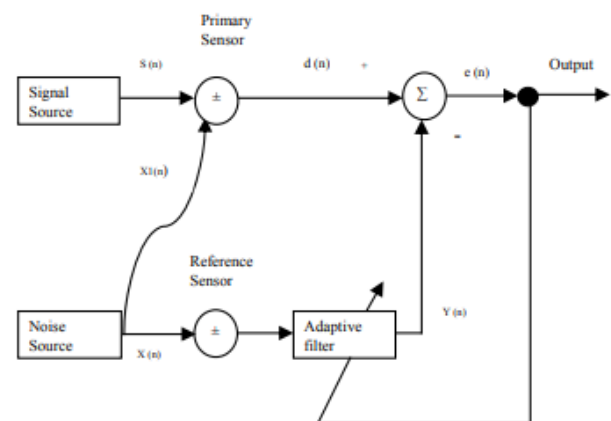 Primary
Sensor
S (n)
d (n)
+
e (n)
Output
Signal
Source
±
Σ
-
X1(n)
Reference
Sensor
Noise
Source
±
Adaptive
filter
X (n)
Y (n)